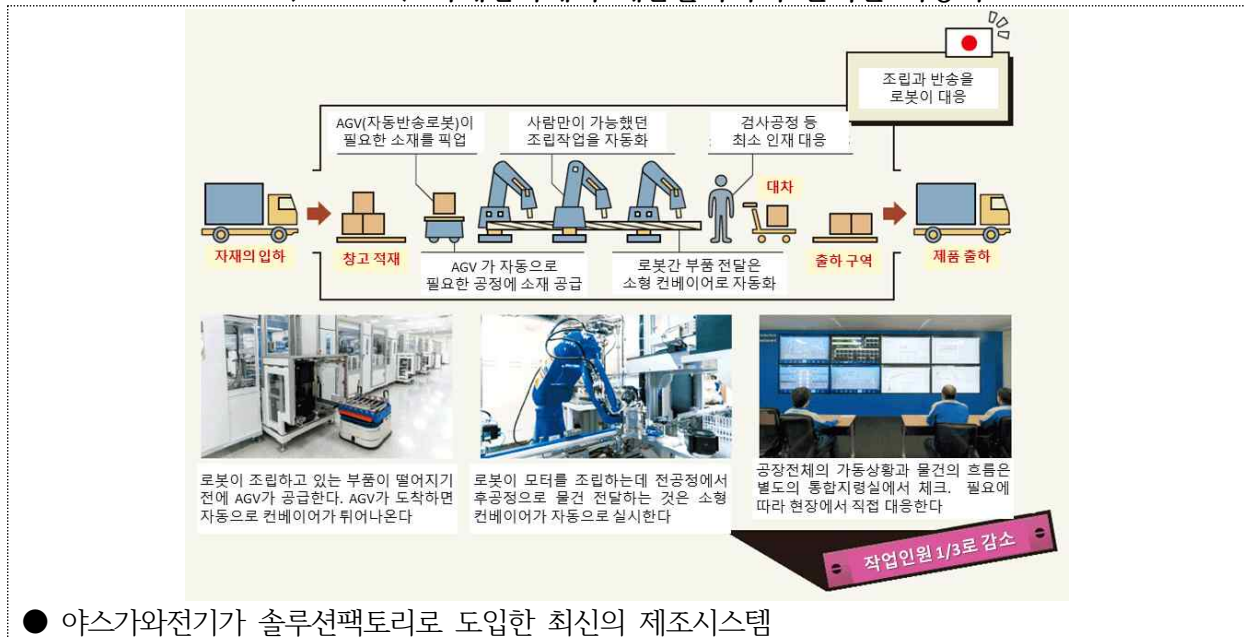 조립과 반송을
로봇이 대응
AGV(자동반송로봇)이
필요한 소재를 픽업
사람만이 가능했던
조립작업을 자동화
검사공정 등
최소 인재 대응
대차
자재의 입하
창고 적재
AGV 가 자동으로
필요한 공정에 소재 공급
로봇간 부품 전달은
소형 컨베이어로 자동화
출하 구역
제품 출하
로봇이 조립하고 있는 부품이 떨어지기
전에 AGV가 공급한다. AGV가 도착하면
자동으로 컨베이어가 튀어나온다
로봇이 모터를 조립하는데 전공정에서
후공정으로 물건 전달하는 것은 소형
컨베이어가 자동으로 실시한다
공장전체의 가동상황과 물건의 흐름은
별도의 통합지령실에서 체크. 필요에
따라 현장에서 직접 대응한다
작업인원 1/3로 감소
● 야스가와전기가 솔루션팩토리로 도입한 최신의 제조시스템